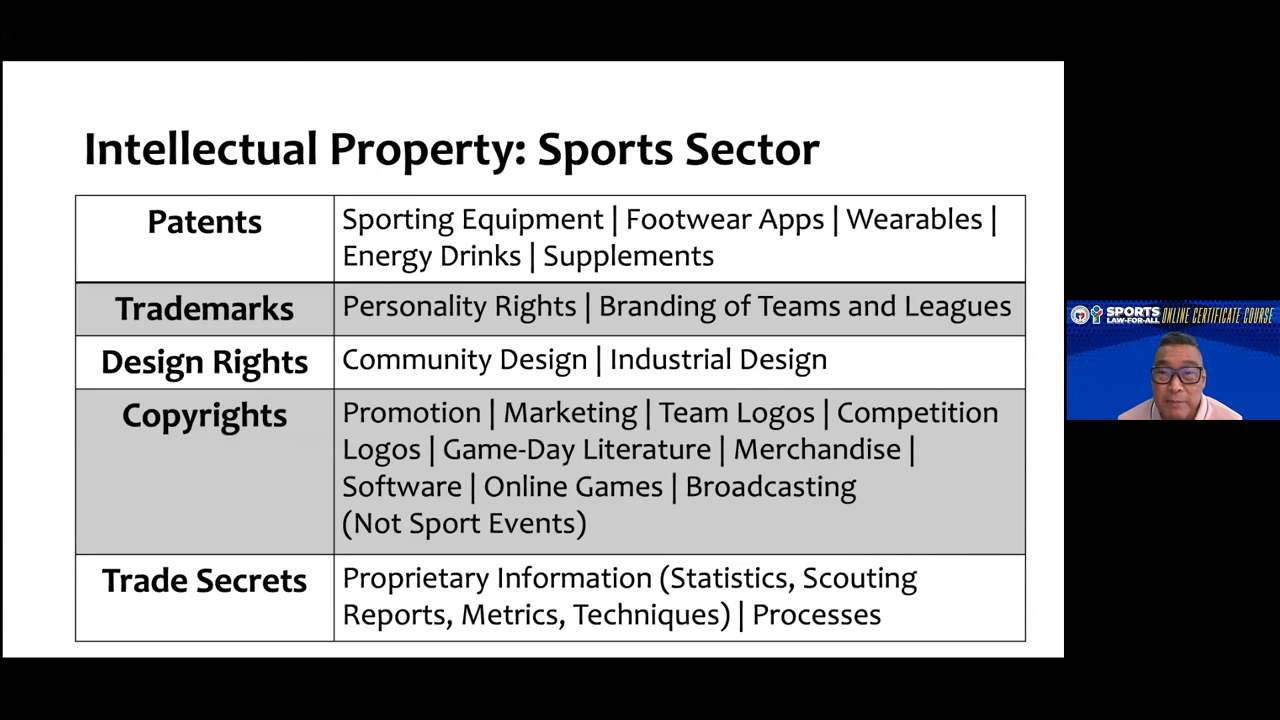 Intellectual Property: Sports Sector
Patents
Sporting Equipment | Footwear Apps | Wearables |
Energy Drinks | Supplements
Trademarks
Personality Rights | Branding of Teams and Leagues
Design Rights
Community Design | Industrial Design
Copyrights
Promotion | Marketing | Team Logos | Competition
Logos | Game-Day Literature | Merchandise |
Software | Online Games | Broadcasting
(Not Sport Events)
Trade Secrets
Proprietary Information (Statistics, Scouting
Reports, Metrics, Techniques) | Processes
SPORTS
LAW-FOR-ALL
ONLINE CERTIFICATE COURSE